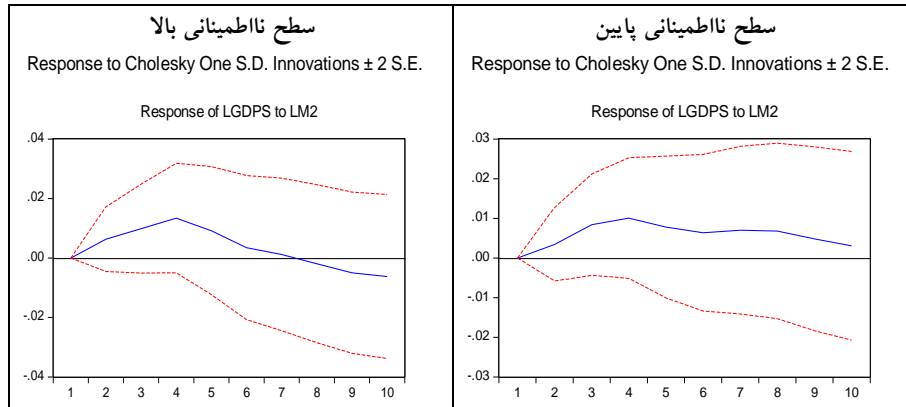 سطح نااطمینانی بالا
Response to Cholesky One S.D. Innovations ± 2 S.E.
Response of LGDPS to LM2
.04
.02
.00
-.02
-.04
1 2 3 4 5 6 7 8 9 10
سطح نااطمینانی پایین
Response to Cholesky One S.D. Innovations ± 2 S.E.
Response of LGDPS to LM2
.03
.02
.01
.00
-.01
-.02
-.03
1 2 3 4 5 6 7 8 9 10